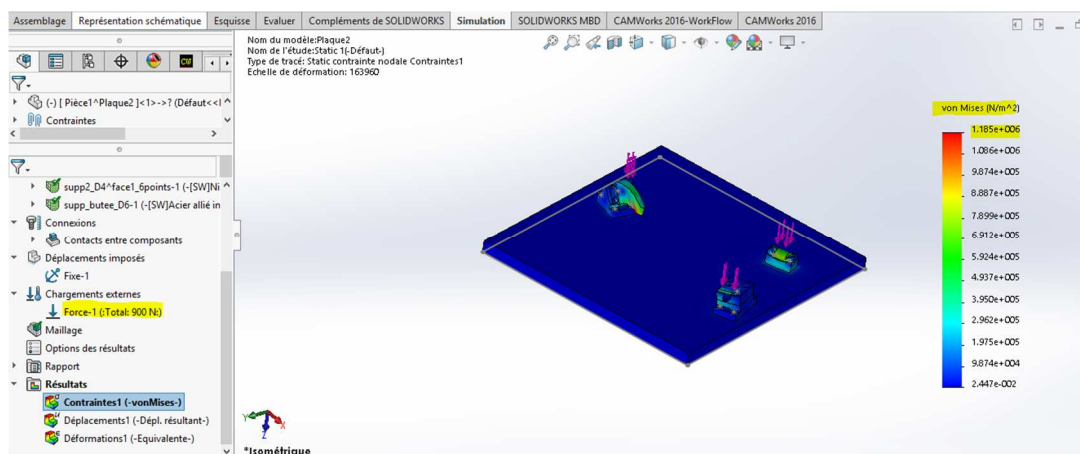 Assemblage Représentation schématique Esquisse Evaluer Compléments de SOLIDWORKS Simulation SOLIDWORKS MBD CAMWorks 2016-WorkFlow CAMWorks 2016
Nom du modèle:Plaque2
Nom de l'étude:Static 1(-Défaut-)
Type de tracé: Static contrainte nodale Contraintes1
Echelle de déformation: 163960
CW
(-) [ Pièce1^Plaque2 ]<1>->? (Défaut<<
Contraintes
supp2_D4^face1_6points-1 (-[SW]Ni
supp_butee_D6-1 (-[SW]Acier allié in
Connexions
Contacts entre composants
Déplacements imposés
Fixe-1
Chargements externes
Force-1 (:Total: 900 N:)
Maillage
Options des résultats
Rapport
Résultats
Contraintes1 (-vonMises-)
Déplacements1 (-Dépl. résultant-)
Déformations1 (-Equivalente-)
von Mises (N/m^2)
1.185e+006
1.086e+006
9.874e+005
8.887e+005
7.899e+005
6.912e+005
5.924e+005
4.937e+005
3.950e+005
2.962e+005
1.975e+005
9.874e+004
2.447e-002
Y
X
Z
*Isométrique